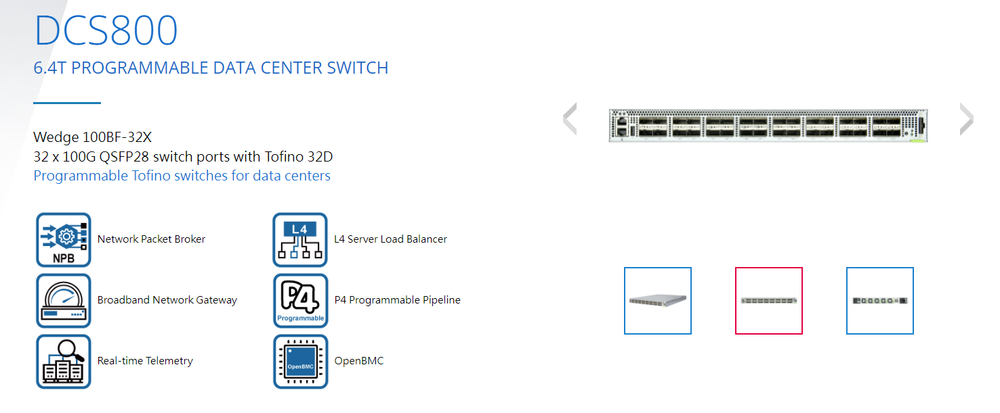 DCS800
6.4T PROGRAMMABLE DATA CENTER SWITCH
Wedge 100BF-32X
32 x 100G QSFP28 switch ports with Tofino 32D
Programmable Tofino switches for data centers
NPB
Network Packet Broker
L4
L4 Server Load Balancer
Broadband Network Gateway
P4
Programmable
P4 Programmable Pipeline
Real-time Telemetry
OpenBMC
OpenBMC